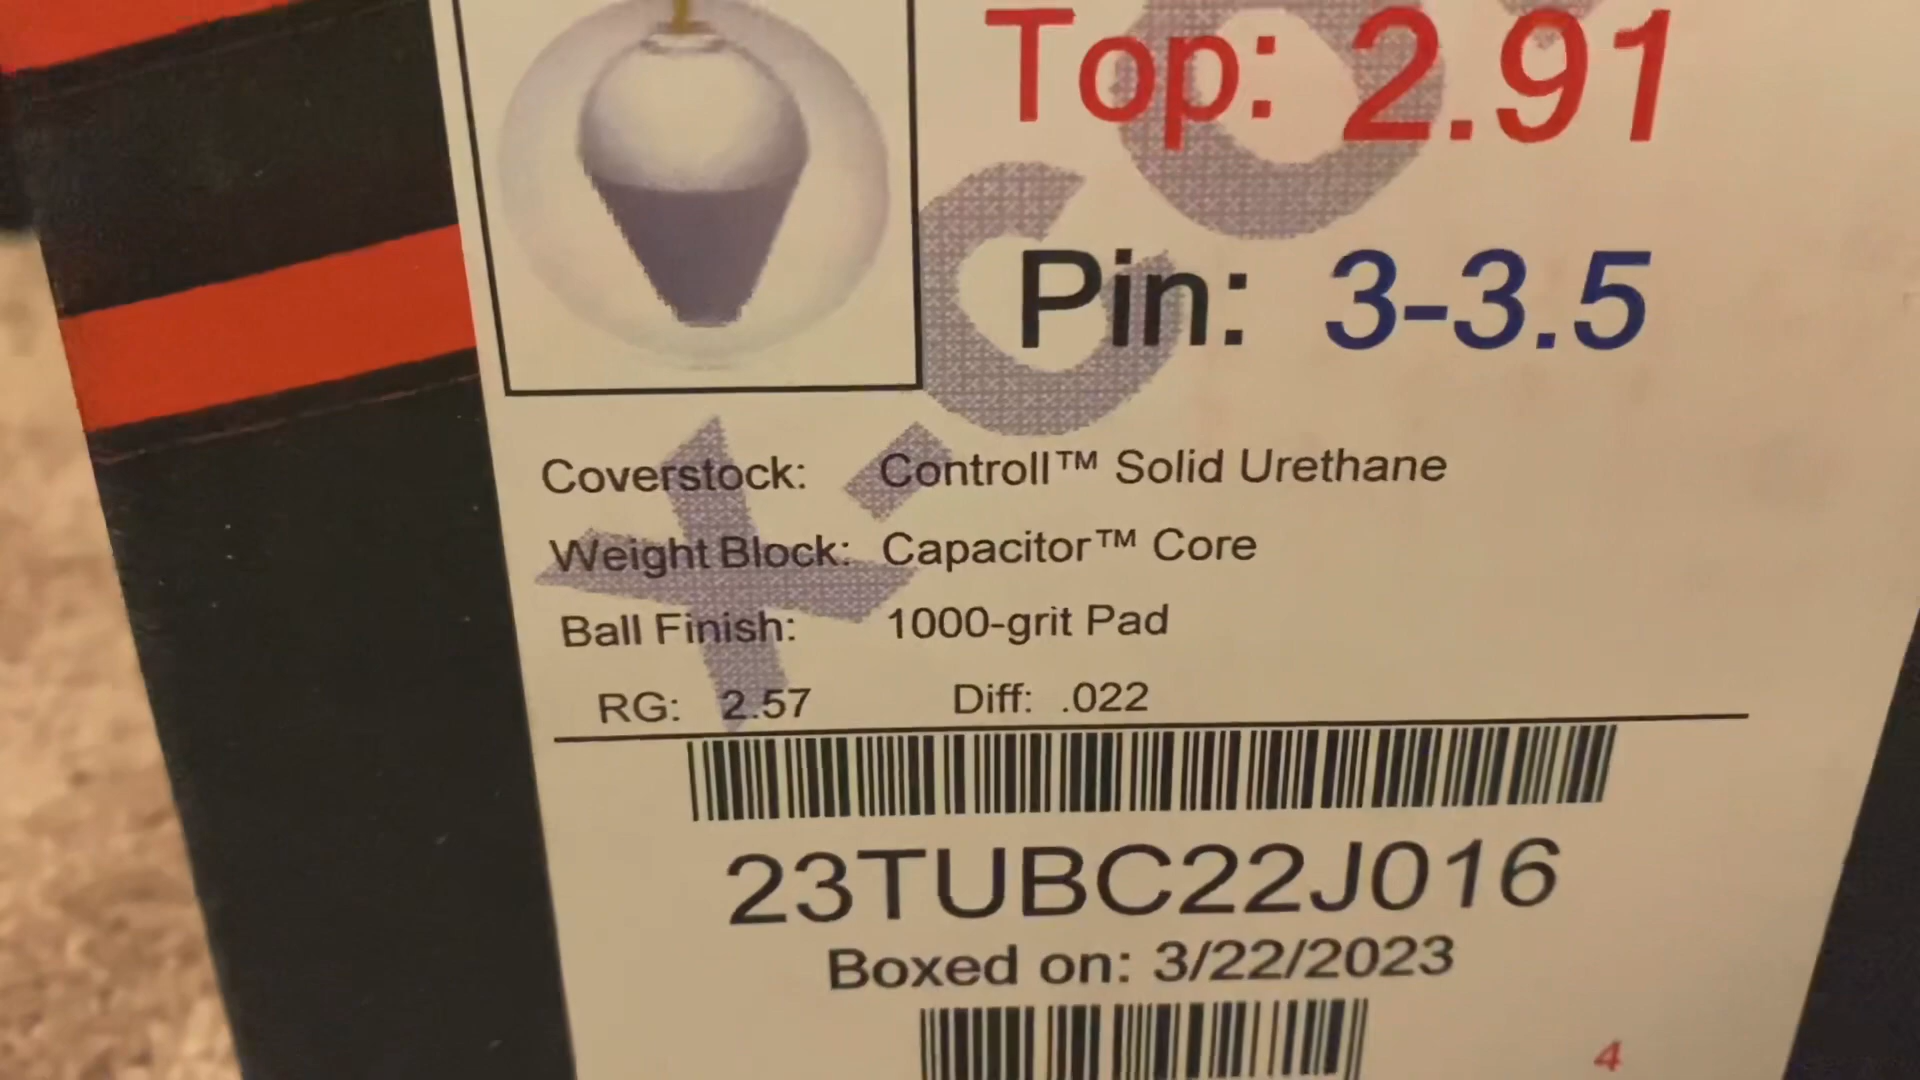 Top: 2.91
Pin: 3-3.5
Coverstock: Controll™ Solid Urethane
Weight Block: Capacitor™ Core
Ball Finish: 1000-grit Pad
RG: 2.57 Diff: .022
23TUBC22J016
Boxed on: 3/22/2023
4